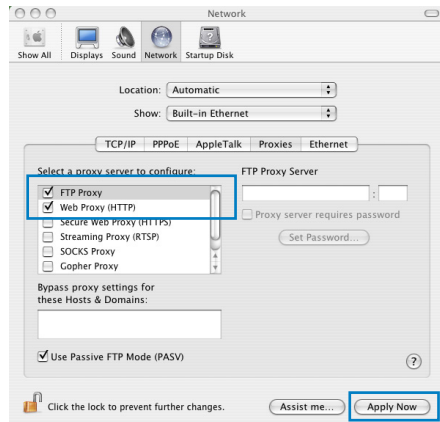 Network
Show All Displays Sound Network Startup Disk
Location: Automatic
Show: Built-in Ethernet
TCP/IP PPPoE AppleTalk Proxies Ethernet
Select a proxy server to configure:
FTP Proxy Server
FTP Proxy
:
Web Proxy (HTTP)
Proxy server requires password
Secure Web Proxy (HTTPS)
Streaming Proxy (RTSP)
Set Password...
SOCKS Proxy
Gopher Proxy
Bypass proxy settings for
these Hosts & Domains:
Use Passive FTP Mode (PASV)
?
Click the lock to prevent further changes.
Assist me... Apply Now